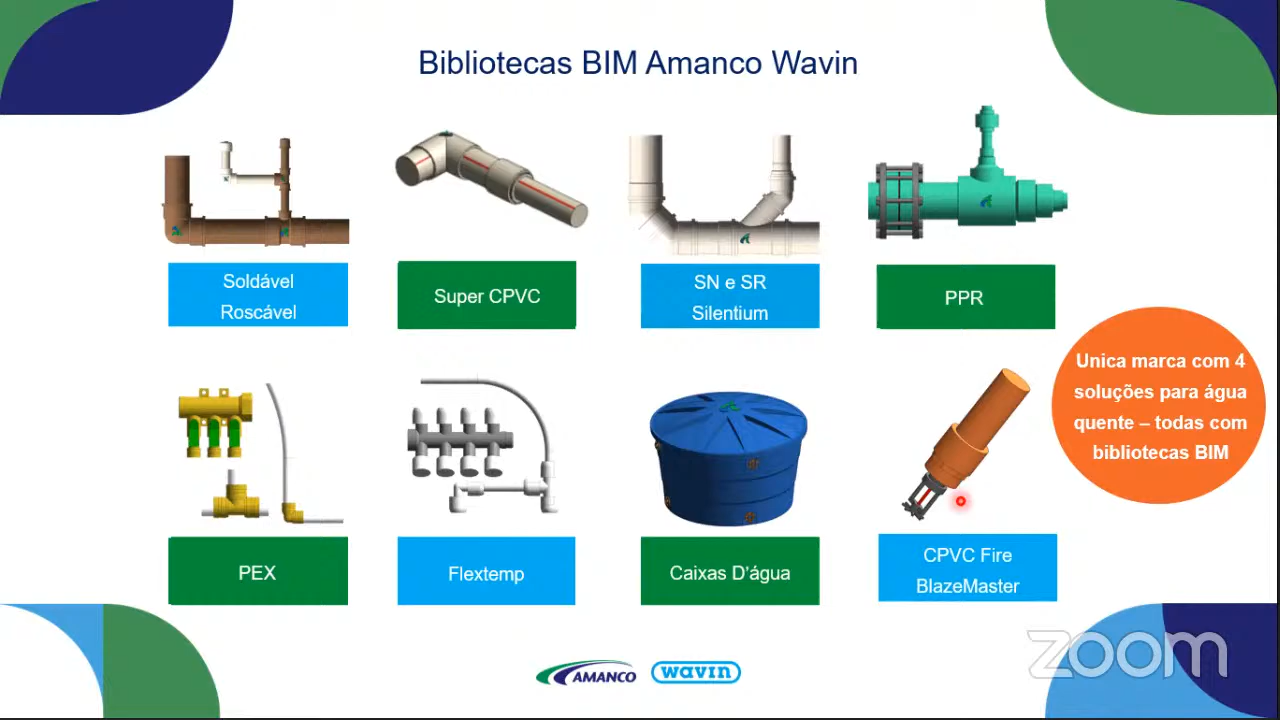 Bibliotecas BIM Amanco Wavin
Soldável
Roscável
Super CPVC
SN e SR
Silentium
PPR
Unica marca com 4
soluções para água
quente – todas com
bibliotecas BIM
PEX
Flextemp
Caixas D'água
CPVC Fire
BlazeMaster
AMANCO
wavin
zoom